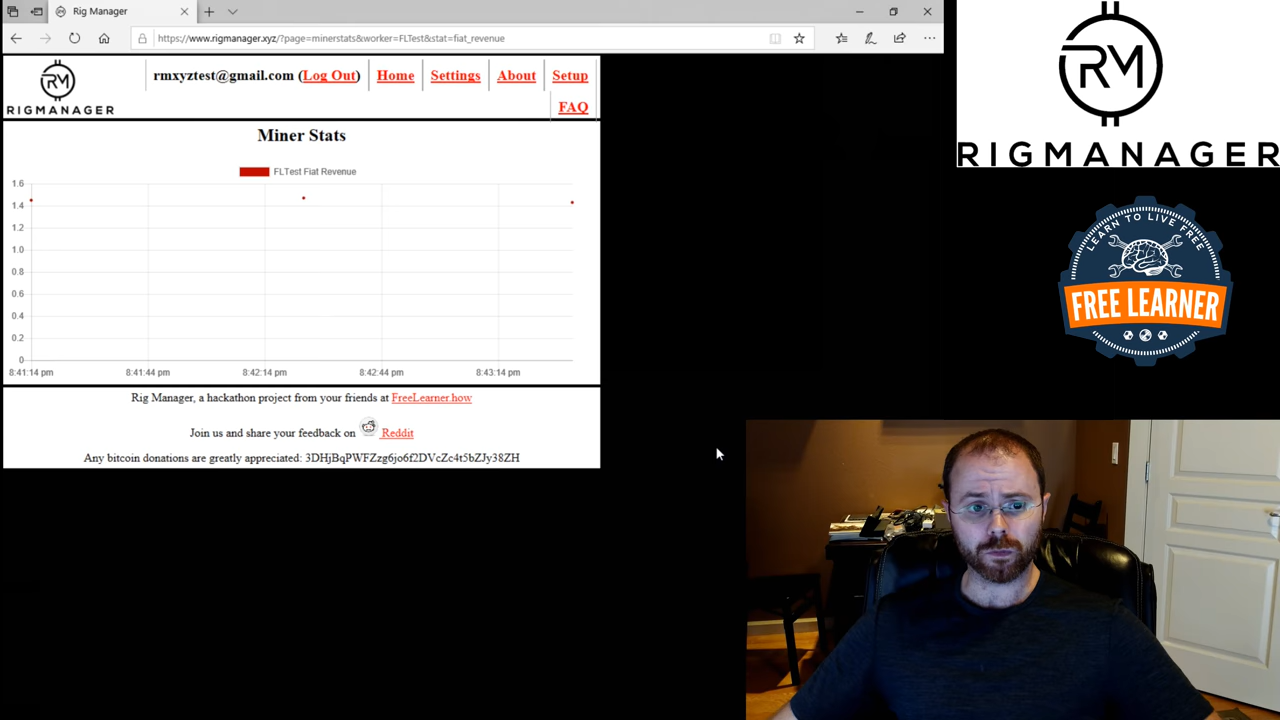 Rig Manager
https://www.rigmanager.xyz/?page=minerstats&worker=FLTest&stat=fiat_revenue
RM
RIGMANAGER
rmxyztest@gmail.com (Log Out)
Home
Settings
About
Setup
FAQ
Miner Stats
FLTest Fiat Revenue
1.6
1.4
1.2
1.0
0.8
0.6
0.4
0.2
0
8:41:14 pm
8:41:44 pm
8:42:14 pm
8:42:44 pm
8:43:14 pm
Rig Manager, a hackathon project from your friends at FreeLearner.how
Join us and share your feedback on Reddit
Any bitcoin donations are greatly appreciated: 3DHjBqPWFZzg6jo6f2DVcZc4t5bZJy38ZH
RM
RIGMANAGER
LEARN TO LIVE FREE
FREE LEARNER